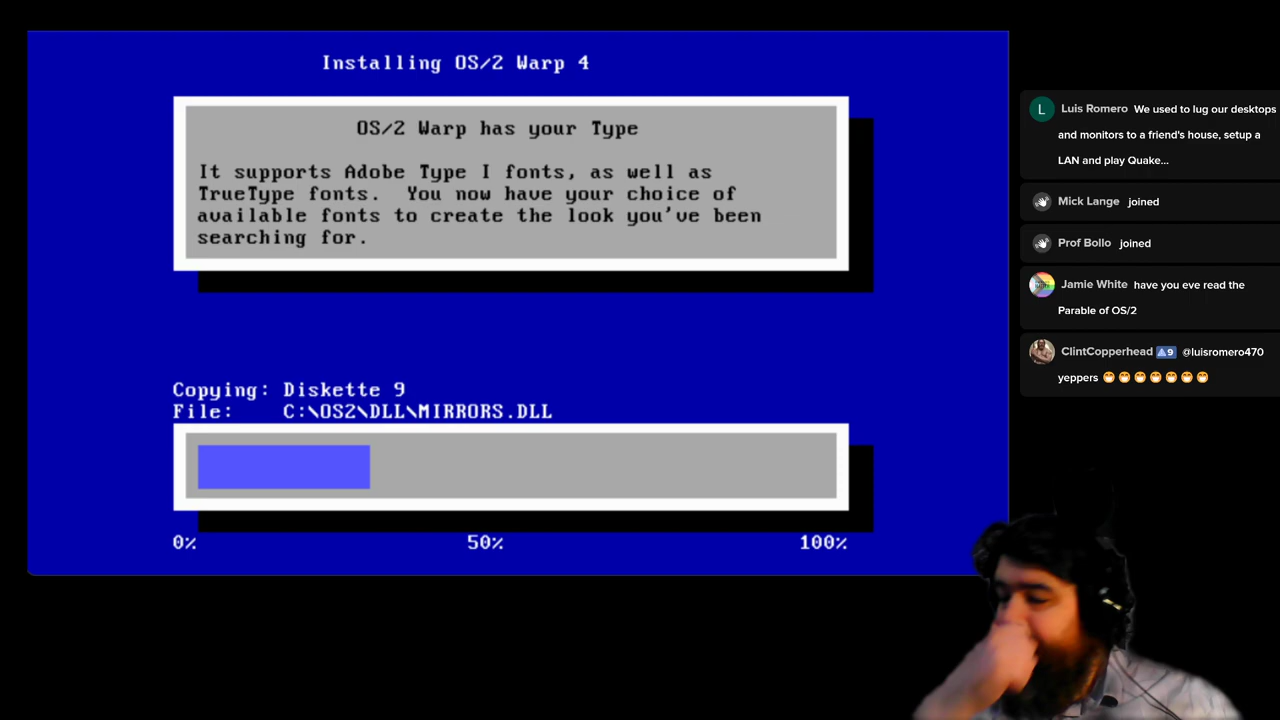 Installing OS/2 Warp 4
OS/2 Warp has your Type
It supports Adobe Type I fonts, as well as
TrueType fonts.  You now have your choice of
available fonts to create the look you've been
searching for.
Copying: Diskette 9
File:    C:\OS2\DLL\MIRRORS.DLL
0% 50% 100%
L Luis Romero We used to lug our desktops
and monitors to a friend's house, setup a
LAN and play Quake...
Mick Lange joined
Prof Bollo joined
Jamie White have you eve read the
Parable of OS/2
ClintCopperhead 9 @luisromero470
yeppers